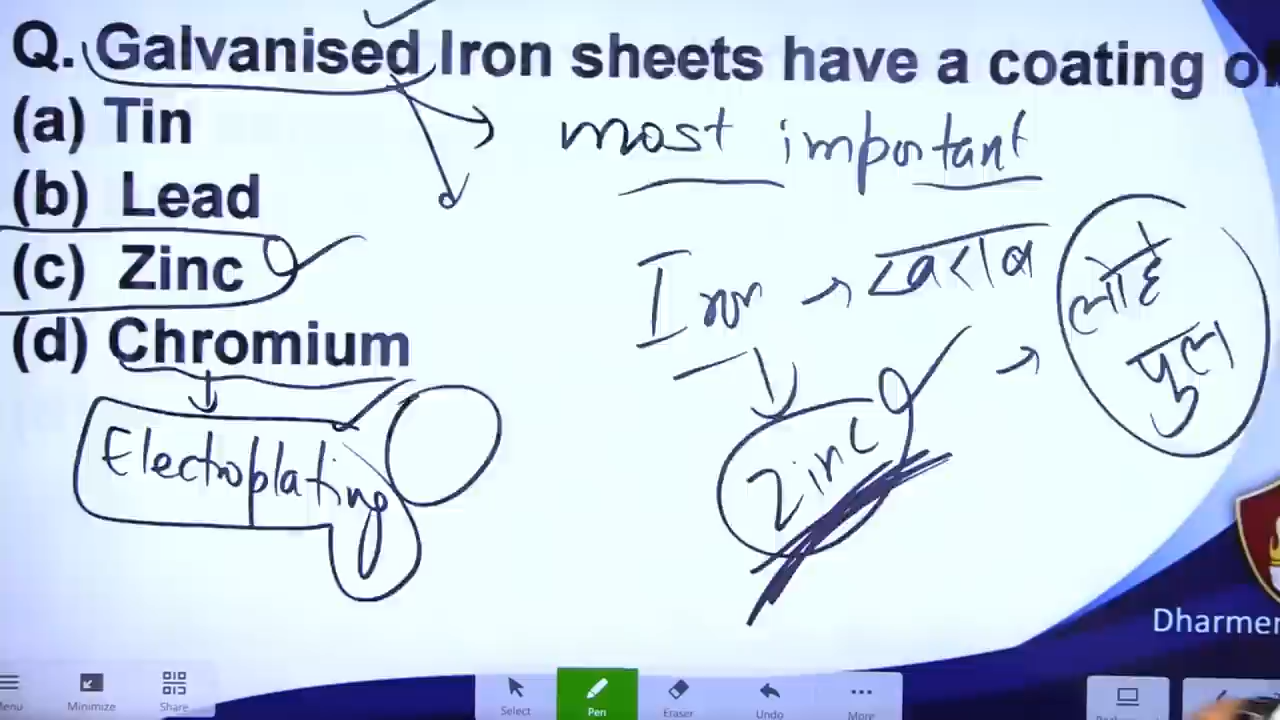 Q. Galvanised Iron sheets have a coating of
(a) Tin
most important
(b) Lead
(c) Zinc
Iron
लोहे
पुल
(d) Chromium
Zinc
Electroplating
Dharmen
Menu
Minimize
Share
Select
Pen
Eraser
Undo
More